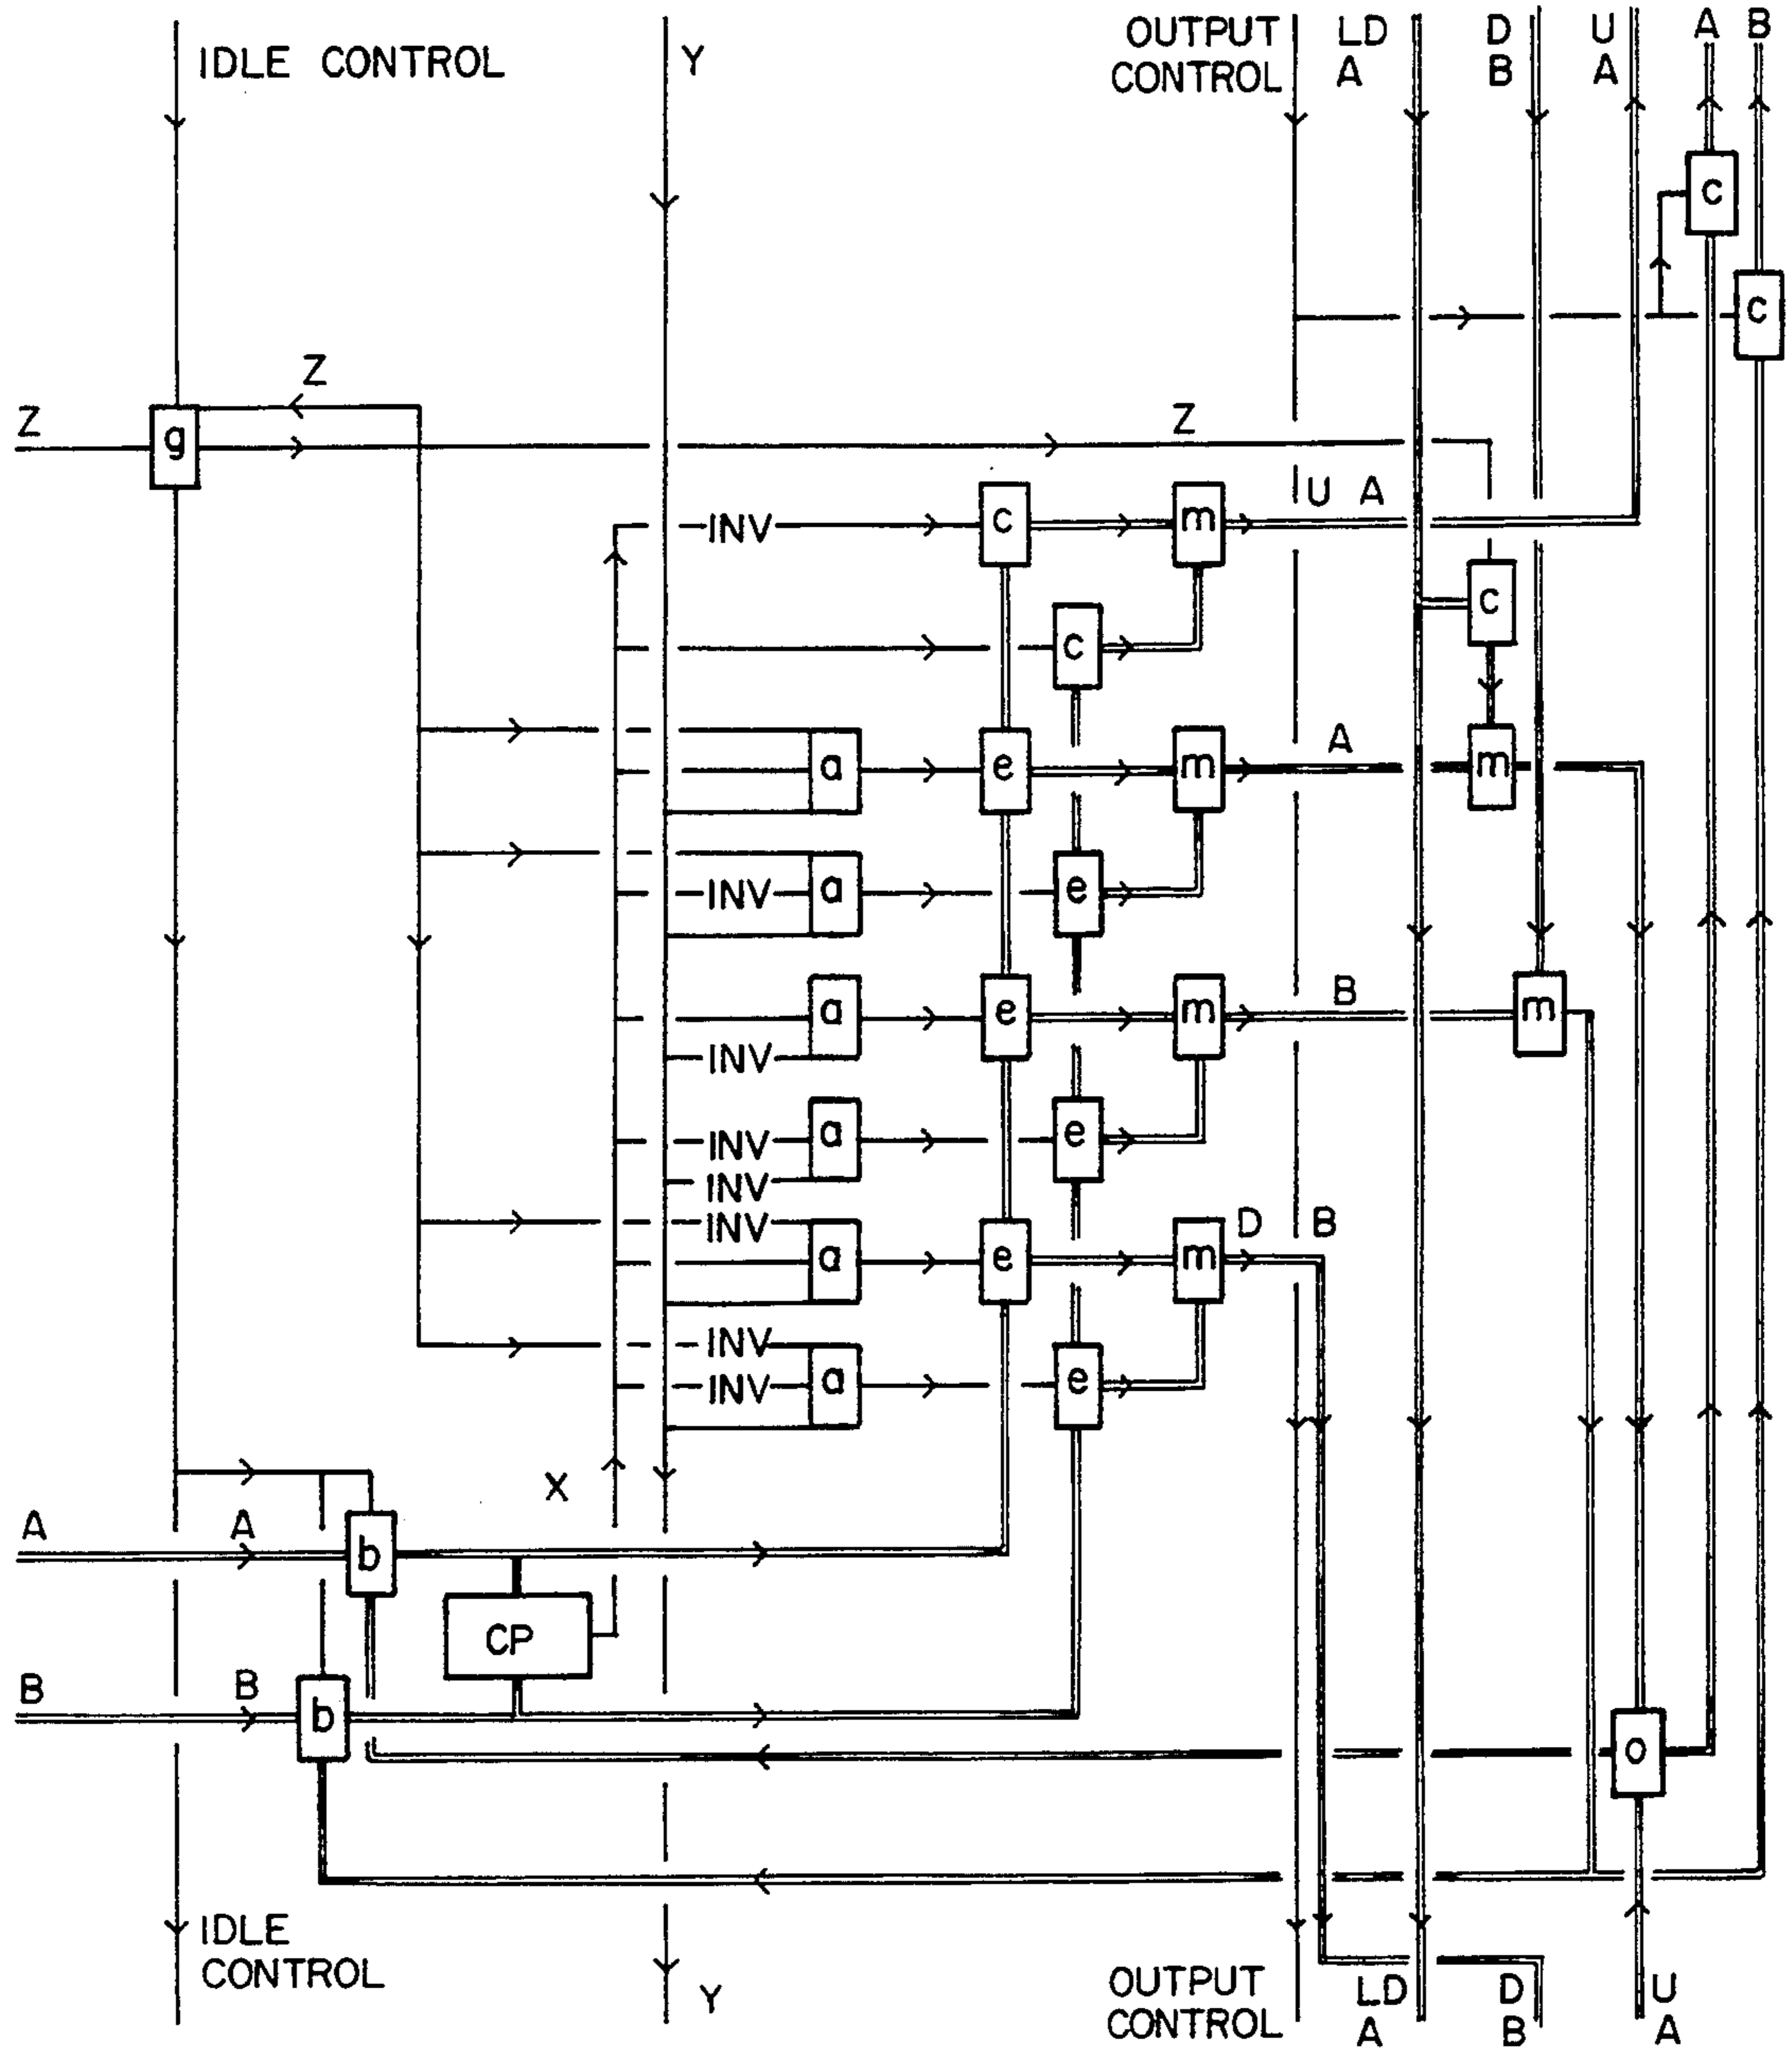 IDLE CONTROL
Y
OUTPUT
CONTROL
LD
A
D
B
U
A
A
B
c
c
Z
Z
g
Z
U A
INV
c
m
c
c
A
a
e
m
m
INV
a
e
B
a
e
m
m
INV
INV
a
e
INV
INV
D B
a
e
m
INV
INV
a
e
X
A
A
b
CP
B
B
b
o
IDLE
CONTROL
Y
OUTPUT
CONTROL
LD
A
D
B
U
A